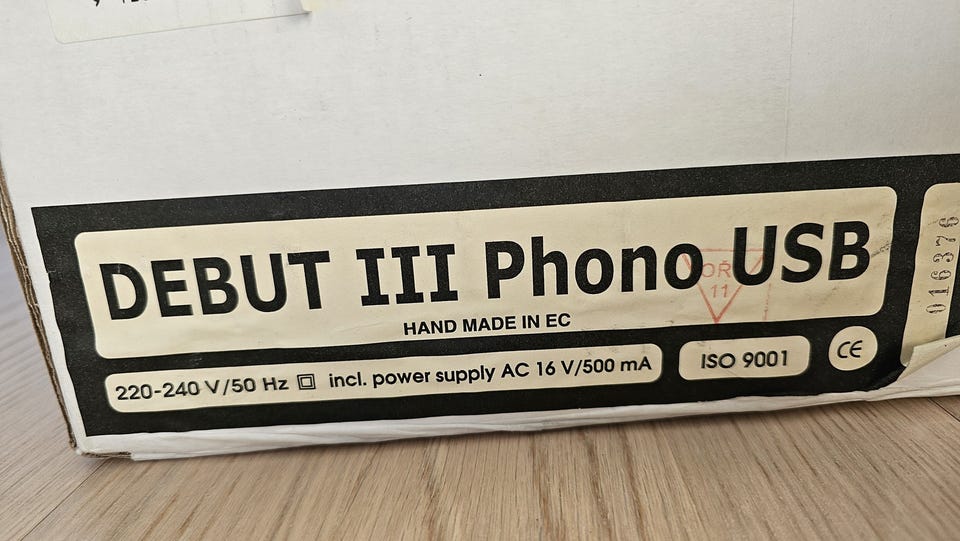 DEBUT III Phono USB
HAND MADE IN EC
220-240 V/50 Hz incl. power supply AC 16 V/500 mA
ISO 9001
CE
11
016376